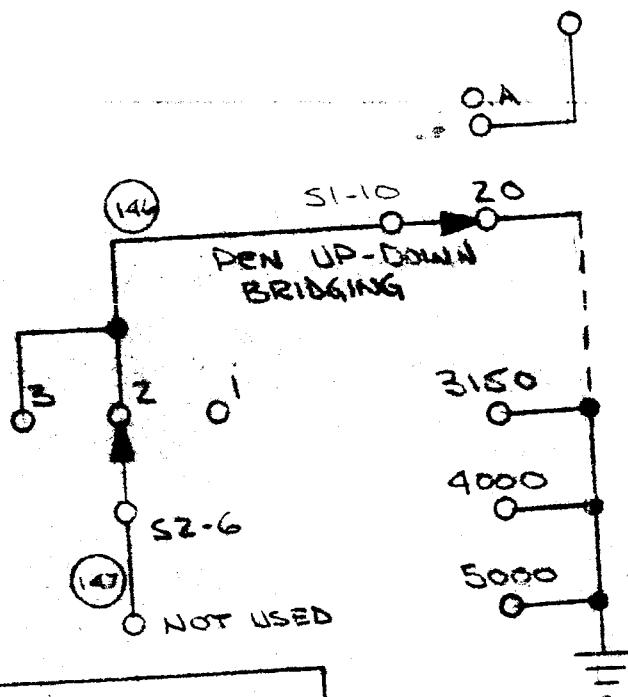 O.A
146
S1-10
20
PEN UP-DOWN
BRIDGING
3
2
1
3150
4000
S2-6
147
5000
NOT USED